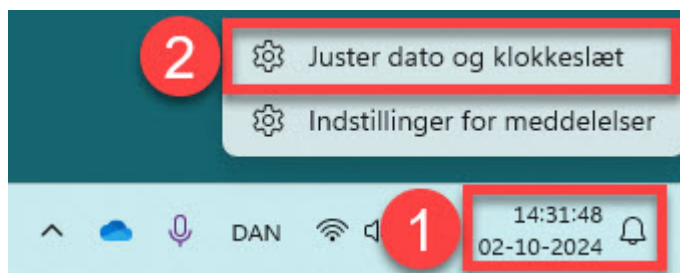 2
Juster dato og klokkeslæt
Indstillinger for meddelelser
DAN
1
14:31:48
02-10-2024